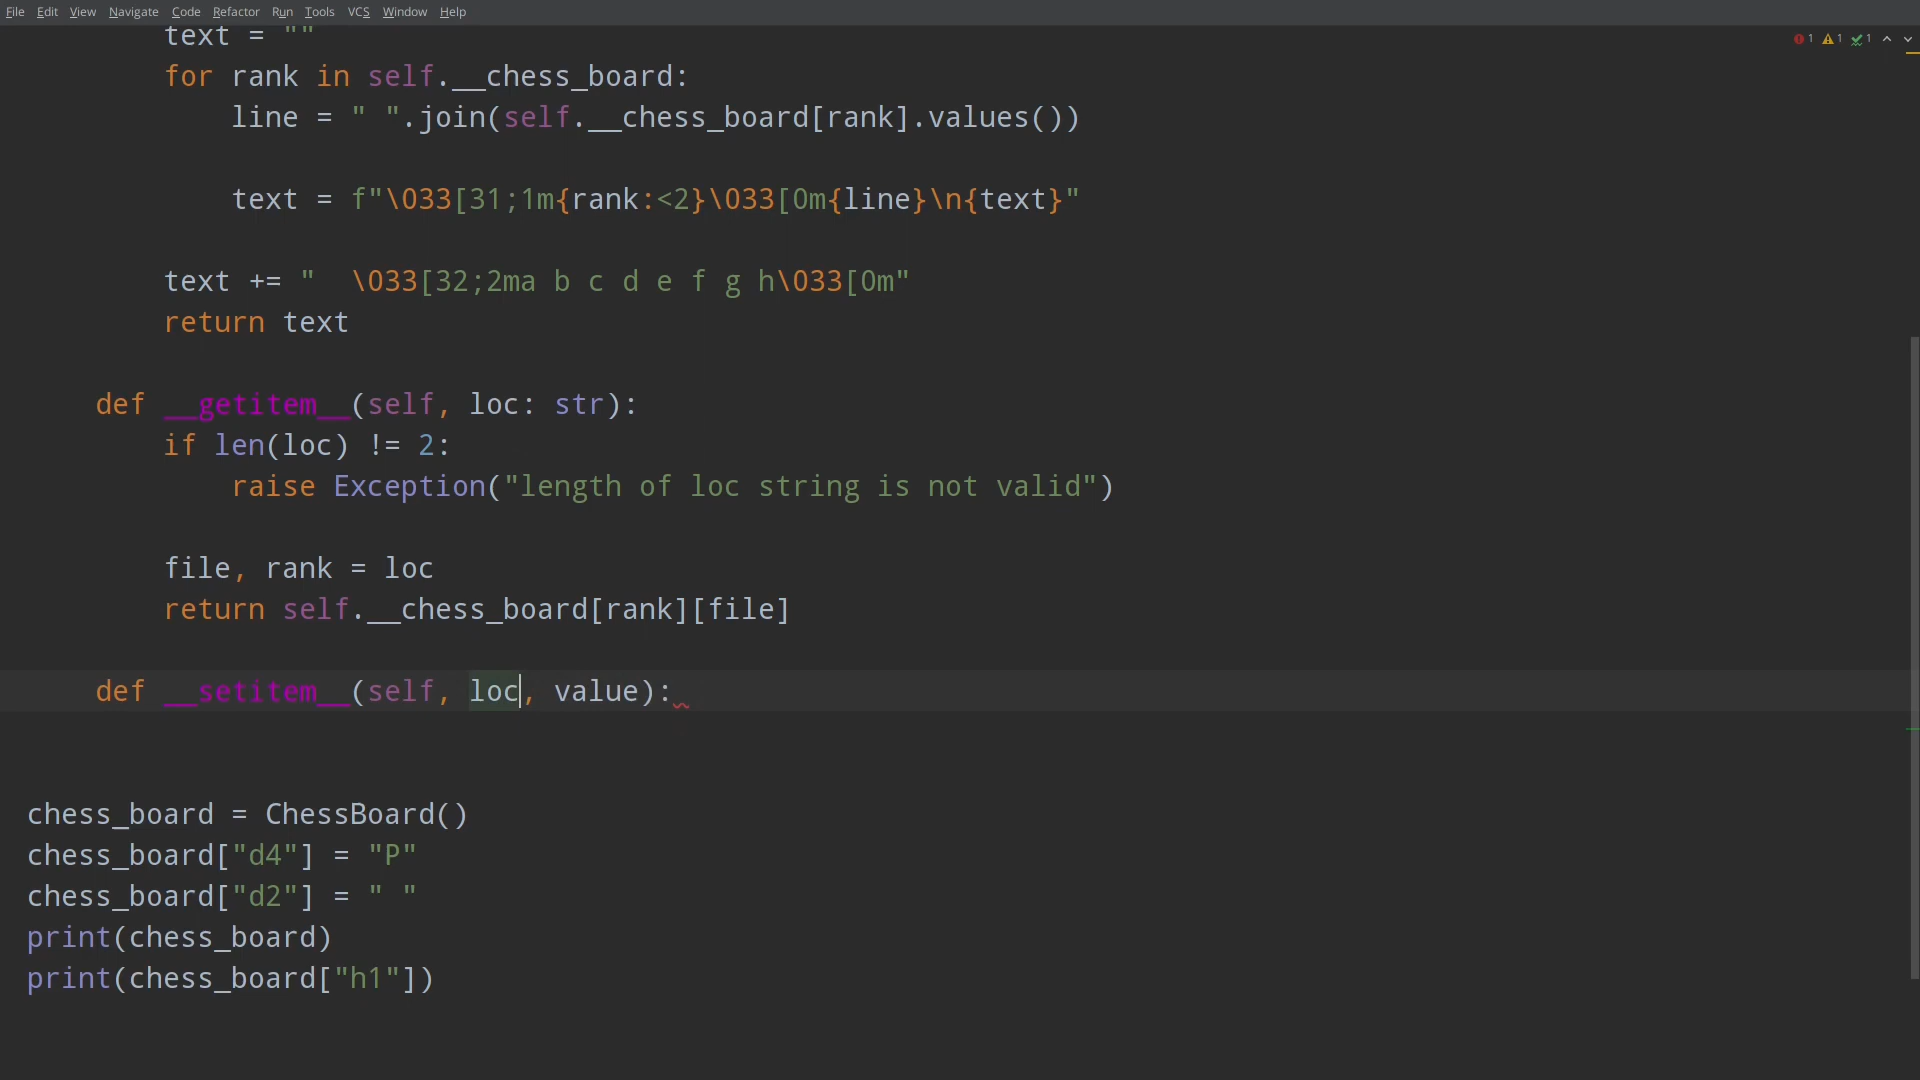 File Edit View Navigate Code Refactor Run Tools VCS Window Help
1 1 1
text = ""
for rank in self.__chess_board:
line = " ".join(self.__chess_board[rank].values())
text = f"\033[31;1m{rank:<2}\033[0m{line}\n{text}"
text += "  \033[32;2ma b c d e f g h\033[0m"
return text
def __getitem__(self, loc: str):
if len(loc) != 2:
raise Exception("length of loc string is not valid")
file, rank = loc
return self.__chess_board[rank][file]
def __setitem__(self, loc, value):
chess_board = ChessBoard()
chess_board["d4"] = "P"
chess_board["d2"] = " "
print(chess_board)
print(chess_board["h1"])